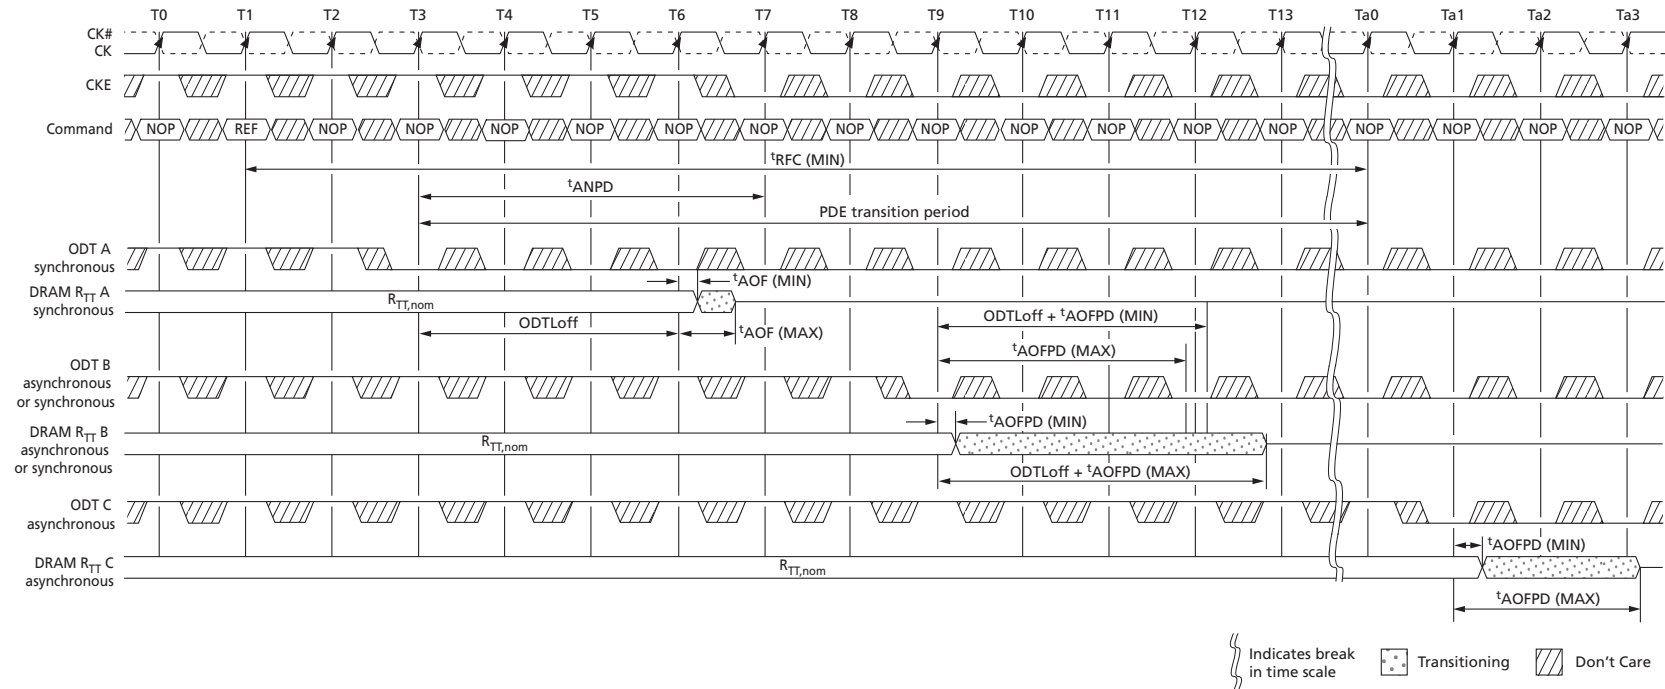 T0 T1 T2 T3 T4 T5 T6 T7 T8 T9 T10 T11 T12 T13 Ta0 Ta1 Ta2 Ta3
CK#
CK
CKE
Command NOP REF NOP NOP NOP NOP NOP NOP NOP NOP NOP NOP NOP NOP NOP NOP NOP NOP
tRFC (MIN)
tANPD
PDE transition period
ODT A
synchronous
tAOF (MIN)
DRAM RTT A
synchronous
RTT,nom
ODTLoff
tAOF (MAX)
ODTLoff + tAOFPD (MIN)
tAOFPD (MAX)
ODT B
asynchronous
or synchronous
tAOFPD (MIN)
DRAM RTT B
asynchronous
or synchronous
RTT,nom
ODTLoff + tAOFPD (MAX)
ODT C
asynchronous
tAOFPD (MIN)
DRAM RTT C
asynchronous
RTT,nom
tAOFPD (MAX)
Indicates break
in time scale
Transitioning
Don't Care